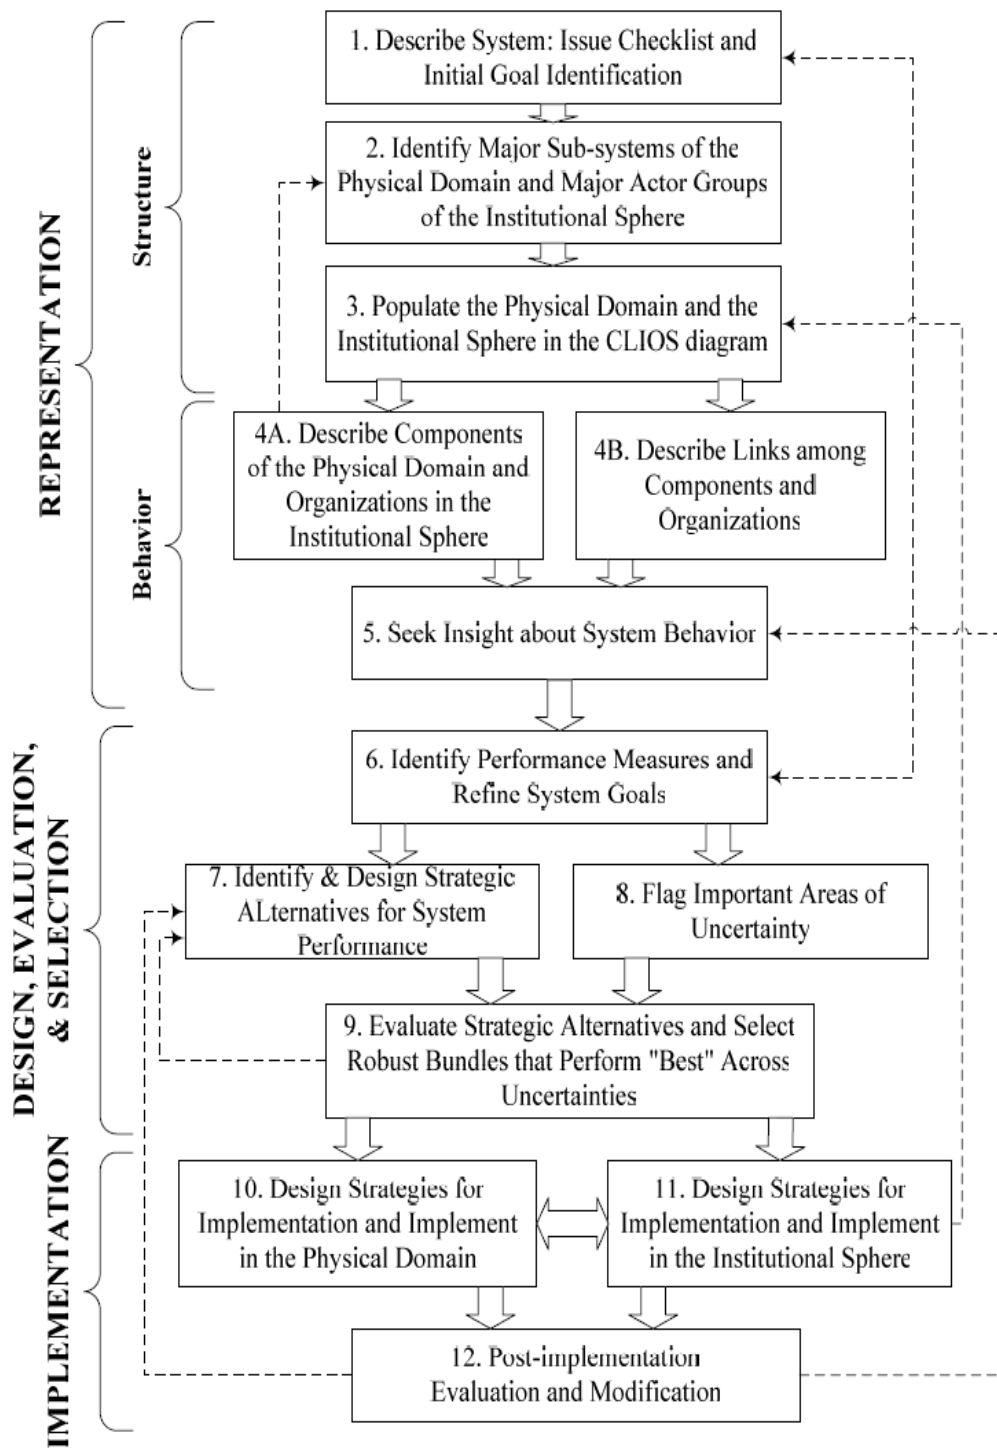 REPRESENTATION
Structure
1. Describe System: Issue Checklist and
Initial Goal Identification
2. Identify Major Sub-systems of the
Physical Domain and Major Actor Groups
of the Institutional Sphere
3. Populate the Physical Domain and the
Institutional Sphere in the CLIOS diagram
Behavior
4A. Describe Components
of the Physical Domain and
Organizations in the
Institutional Sphere
4B. Describe Links among
Components and
Organizations
5. Seek Insight about System Behavior
DESIGN, EVALUATION,
& SELECTION
6. Identify Performance Measures and
Refine System Goals
7. Identify & Design Strategic
ALternatives for System
Performance
8. Flag Important Areas of
Uncertainty
9. Evaluate Strategic Alternatives and Select
Robust Bundles that Perform "Best" Across
Uncertainties
IMPLEMENTATION
10. Design Strategies for
Implementation and Implement
in the Physical Domain
11. Design Strategies for
Implementation and Implement
in the Institutional Sphere
12. Post-implementation
Evaluation and Modification